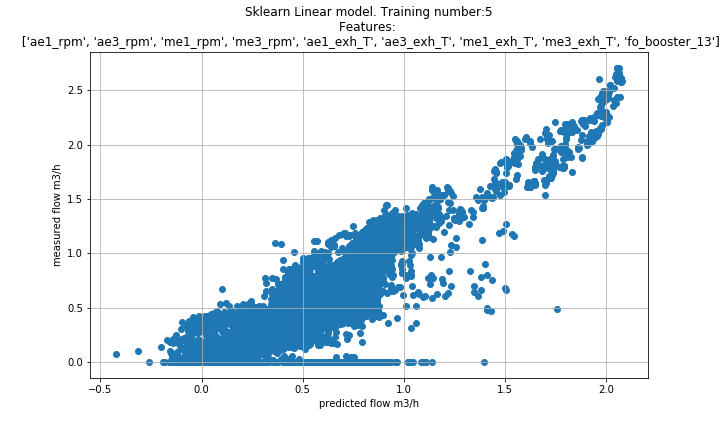 Sklearn Linear model. Training number:5
Features:
['ae1_rpm', 'ae3_rpm', 'me1_rpm', 'me3_rpm', 'ae1_exh_T', 'ae3_exh_T', 'me1_exh_T', 'me3_exh_T', 'fo_booster_13']
2.5
2.0
1.5
1.0
0.5
0.0
measured flow m3/h
−0.5 0.0 0.5 1.0 1.5 2.0
predicted flow m3/h